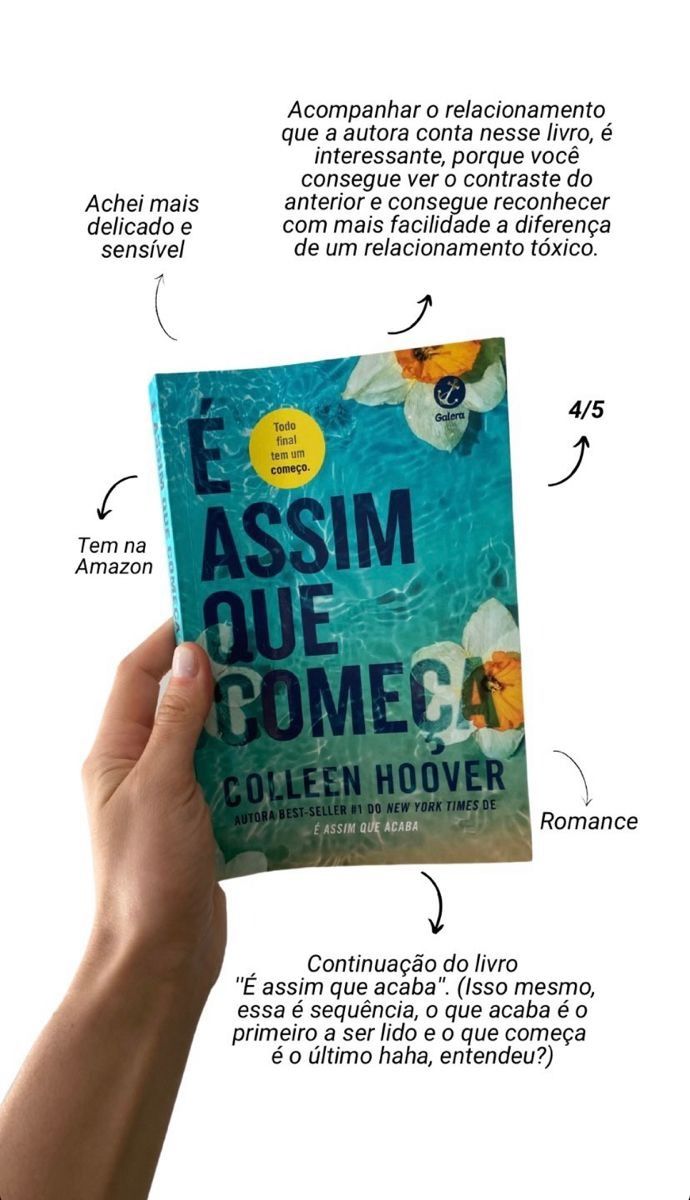 Acompanhar o relacionamento
que a autora conta nesse livro, é
interessante, porque você
consegue ver o contraste do
anterior e consegue reconhecer
com mais facilidade a diferença
de um relacionamento tóxico.
Achei mais
delicado e
sensível
4/5
Galera
Todo
final
tem um
começo.
É
ASSIM
QUE
COMEÇA
COLLEEN HOOVER
AUTORA BEST-SELLER #1 DO NEW YORK TIMES DE
É ASSIM QUE ACABA
É ASSIM QUE COMEÇA
Tem na
Amazon
Romance
Continuação do livro
"É assim que acaba". (Isso mesmo,
essa é sequência, o que acaba é o
primeiro a ser lido e o que começa
é o último haha, entendeu?)